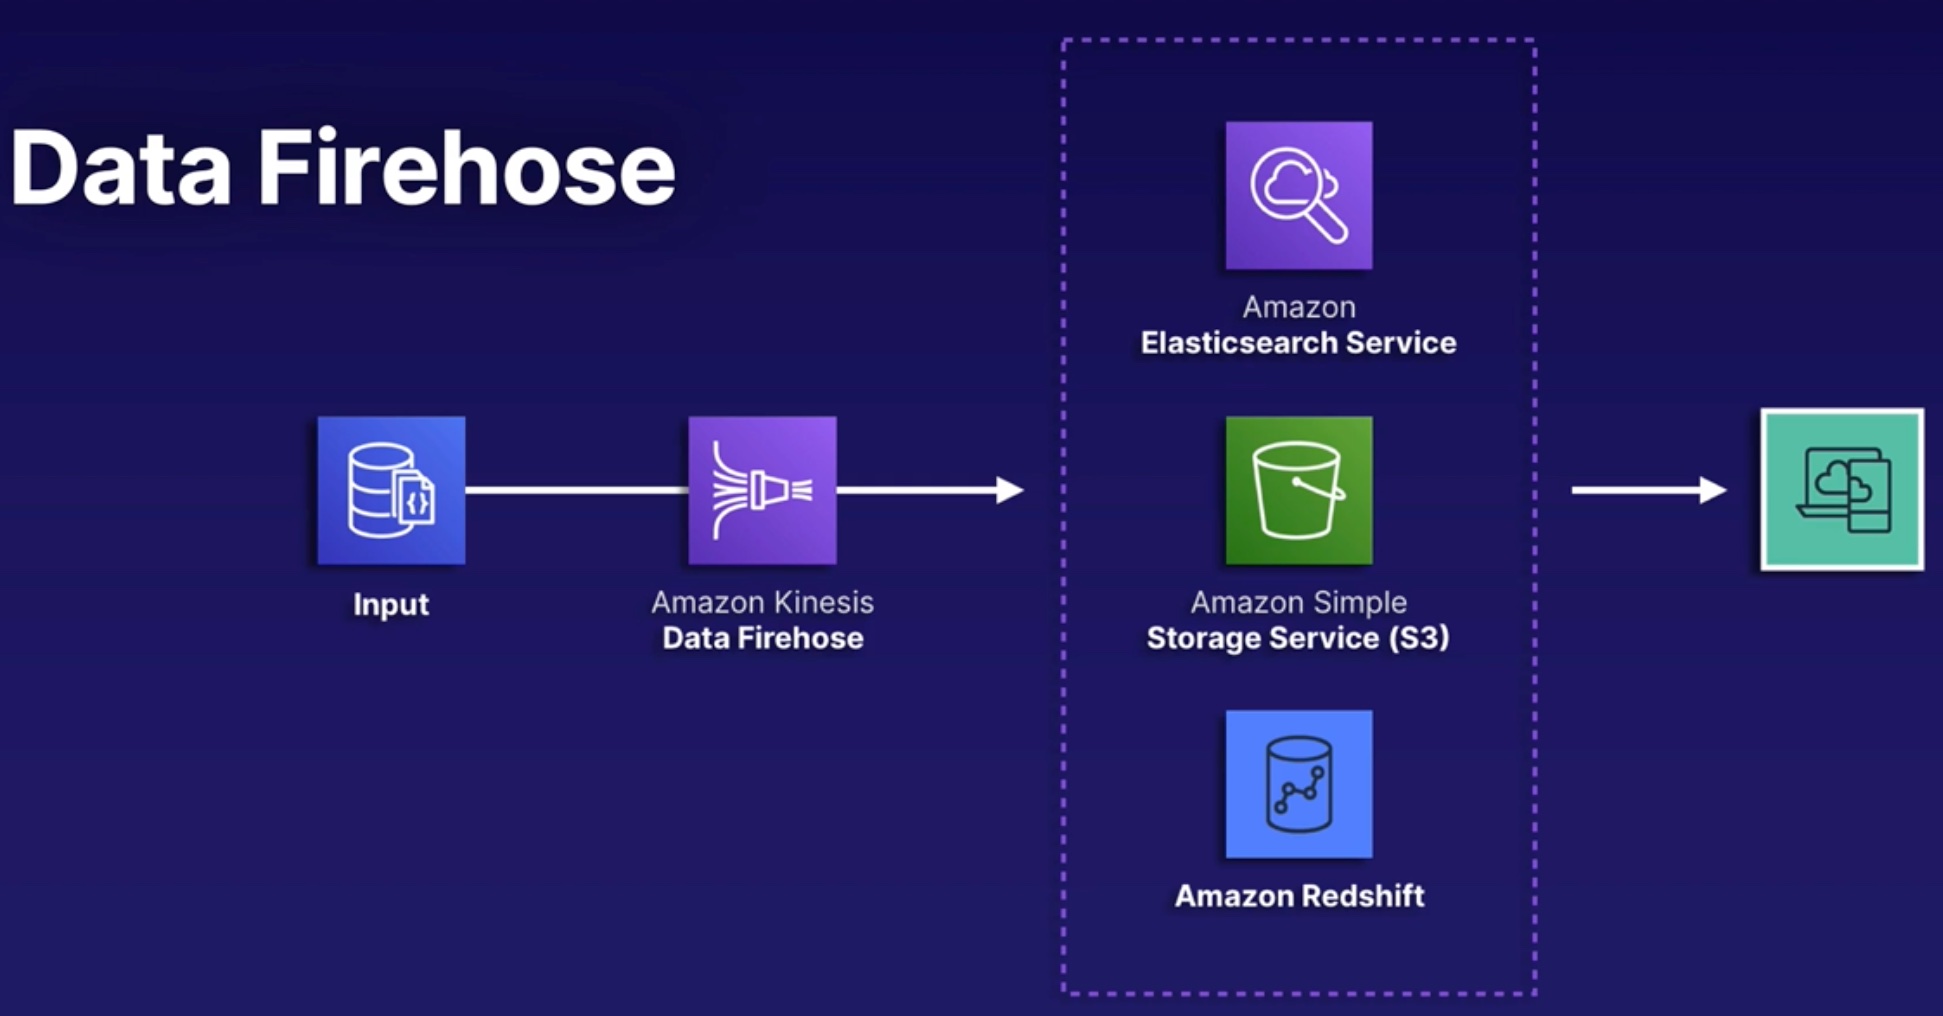 Data Firehose
Input
Amazon Kinesis
Data Firehose
Amazon
Elasticsearch Service
Amazon Simple
Storage Service (S3)
Amazon Redshift